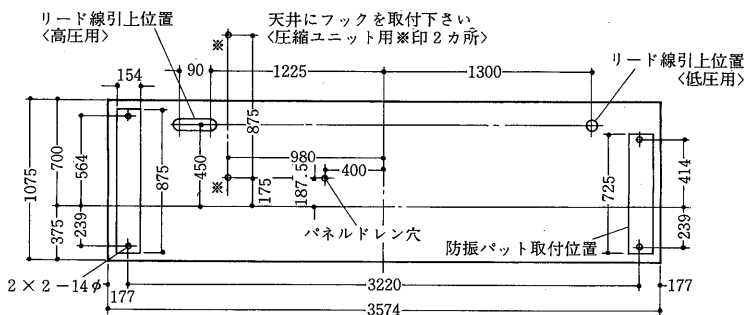 リード線引上位置
〈高圧用〉
天井にフックを取付下さい
〈圧縮ユニット用※印2カ所〉
リード線引上位置
〈低圧用〉
※
90
1225
1300
154
875
980
400
※
175
187.5
450
875
564
700
1075
375
239
725
414
239
パネルドレン穴
防振パット取付位置
2×2-14φ
177
3220
177
3574